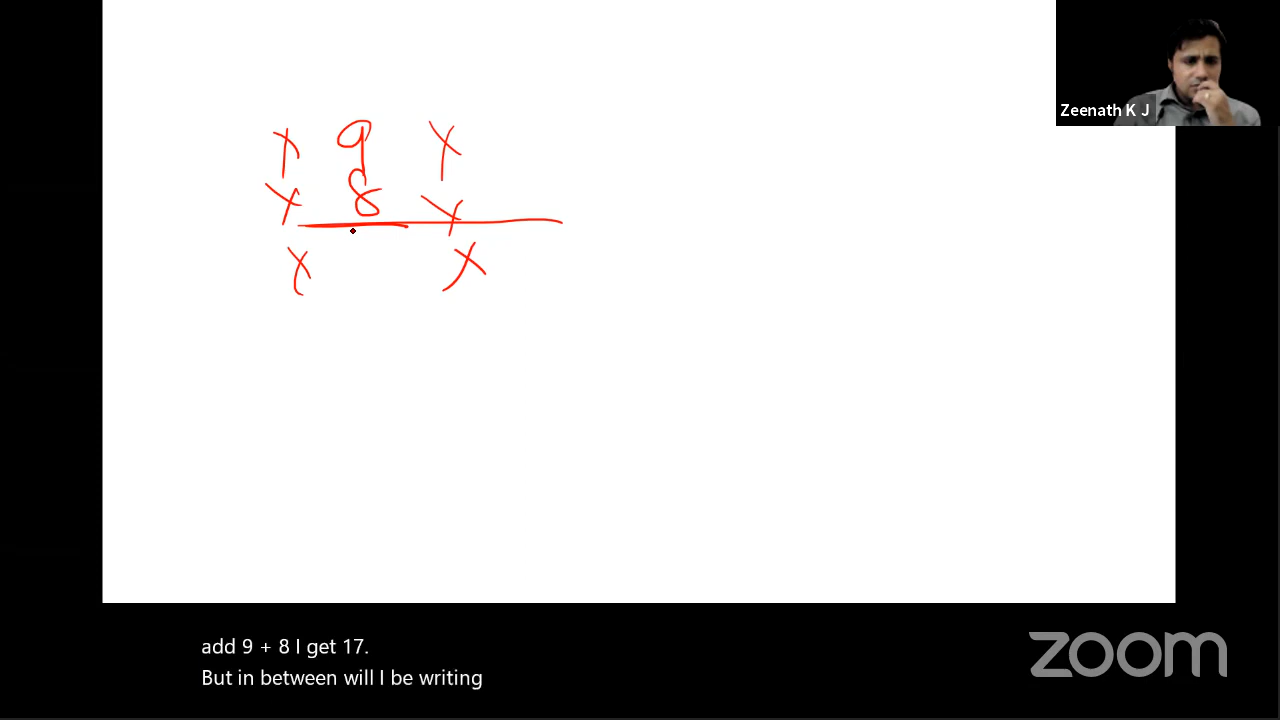 Zeenath K J
X 9 X
X 8 X
X X
add 9 + 8 I get 17.
But in between will I be writing
zoom